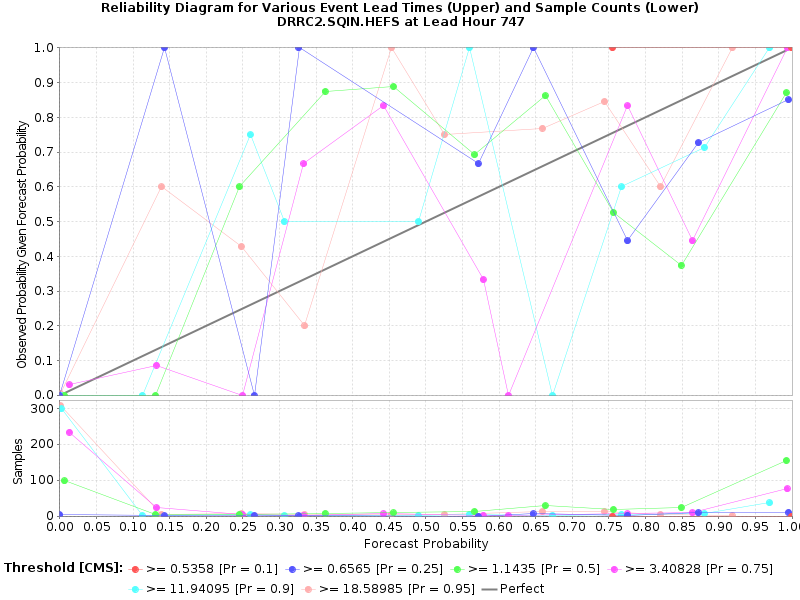 Reliability Diagram for Various Event Lead Times (Upper) and Sample Counts (Lower)
DRRC2.SQIN.HEFS at Lead Hour 747
Observed Probability Given Forecast Probability
1.0
0.9
0.8
0.7
0.6
0.5
0.4
0.3
0.2
0.1
0.0
Samples
300
200
100
0
0.00 0.05 0.10 0.15 0.20 0.25 0.30 0.35 0.40 0.45 0.50 0.55 0.60 0.65 0.70 0.75 0.80 0.85 0.90 0.95 1.0
Forecast Probability
Threshold [CMS]: >= 0.5358 [Pr = 0.1] >= 0.6565 [Pr = 0.25] >= 1.1435 [Pr = 0.5] >= 3.40828 [Pr = 0.75]
>= 11.94095 [Pr = 0.9] >= 18.58985 [Pr = 0.95] Perfect